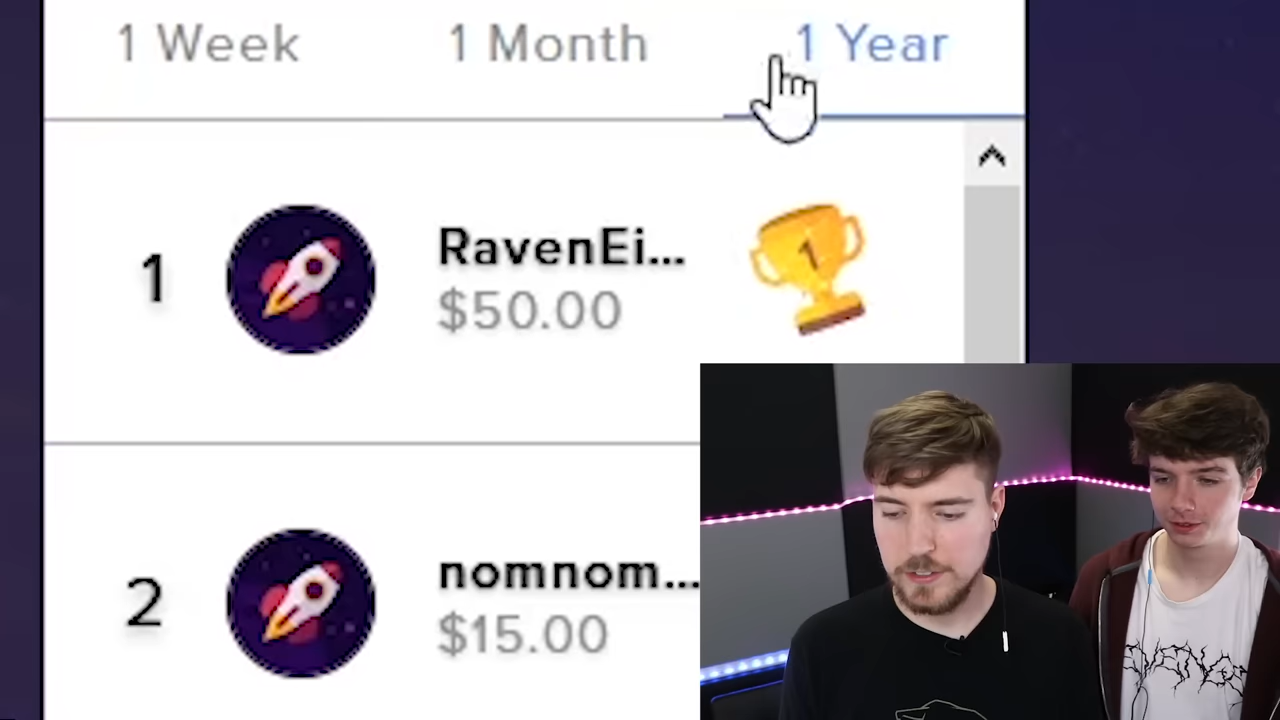 1 Week 1 Month 1 Year
1
RavenEi...
$50.00
1
2
nomnom...
$15.00